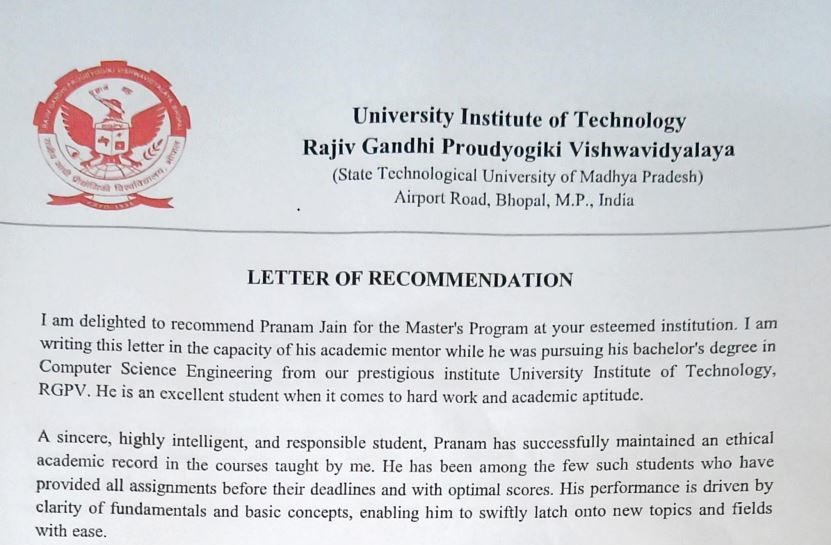 RAJIV GANDHI PROUDYOGIKI VISHWAVIDYALAYA, BHOPAL
राजीव गांधी प्रौद्योगिकी विश्वविद्यालय, भोपाल
University Institute of Technology
Rajiv Gandhi Proudyogiki Vishwavidyalaya
(State Technological University of Madhya Pradesh)
Airport Road, Bhopal, M.P., India
LETTER OF RECOMMENDATION
I am delighted to recommend Pranam Jain for the Master's Program at your esteemed institution. I am
writing this letter in the capacity of his academic mentor while he was pursuing his bachelor's degree in
Computer Science Engineering from our prestigious institute University Institute of Technology,
RGPV. He is an excellent student when it comes to hard work and academic aptitude.
A sincere, highly intelligent, and responsible student, Pranam has successfully maintained an ethical
academic record in the courses taught by me. He has been among the few such students who have
provided all assignments before their deadlines and with optimal scores. His performance is driven by
clarity of fundamentals and basic concepts, enabling him to swiftly latch onto new topics and fields
with ease.